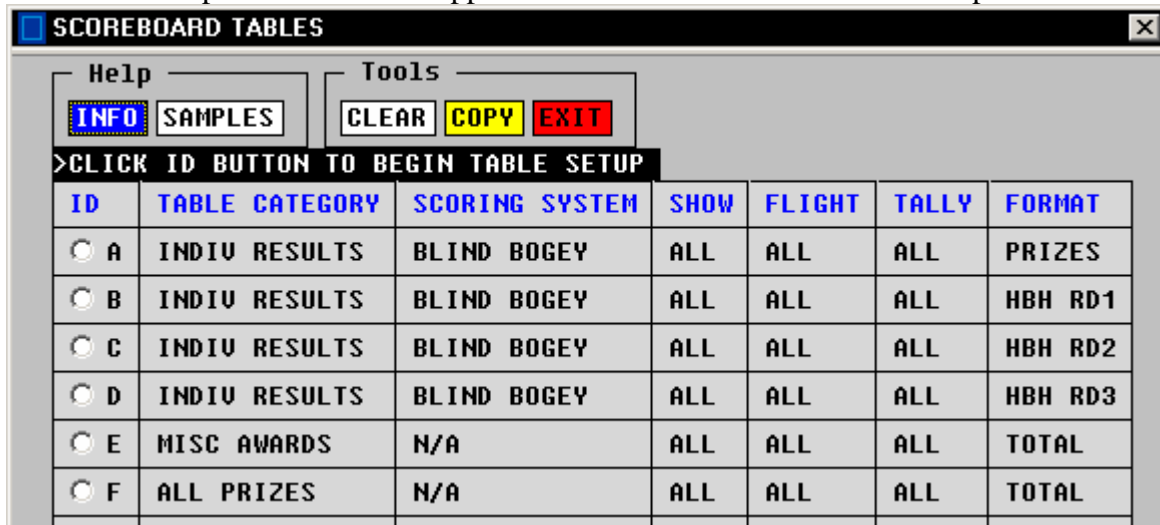 SCOREBOARD TABLES
Help Tools
INFO SAMPLES CLEAR COPY EXIT
>CLICK ID BUTTON TO BEGIN TABLE SETUP
ID TABLE CATEGORY SCORING SYSTEM SHOW FLIGHT TALLY FORMAT
A INDIV RESULTS BLIND BOGEY ALL ALL ALL PRIZES
B INDIV RESULTS BLIND BOGEY ALL ALL ALL HBH RD1
C INDIV RESULTS BLIND BOGEY ALL ALL ALL HBH RD2
D INDIV RESULTS BLIND BOGEY ALL ALL ALL HBH RD3
E MISC AWARDS N/A ALL ALL ALL TOTAL
F ALL PRIZES N/A ALL ALL ALL TOTAL